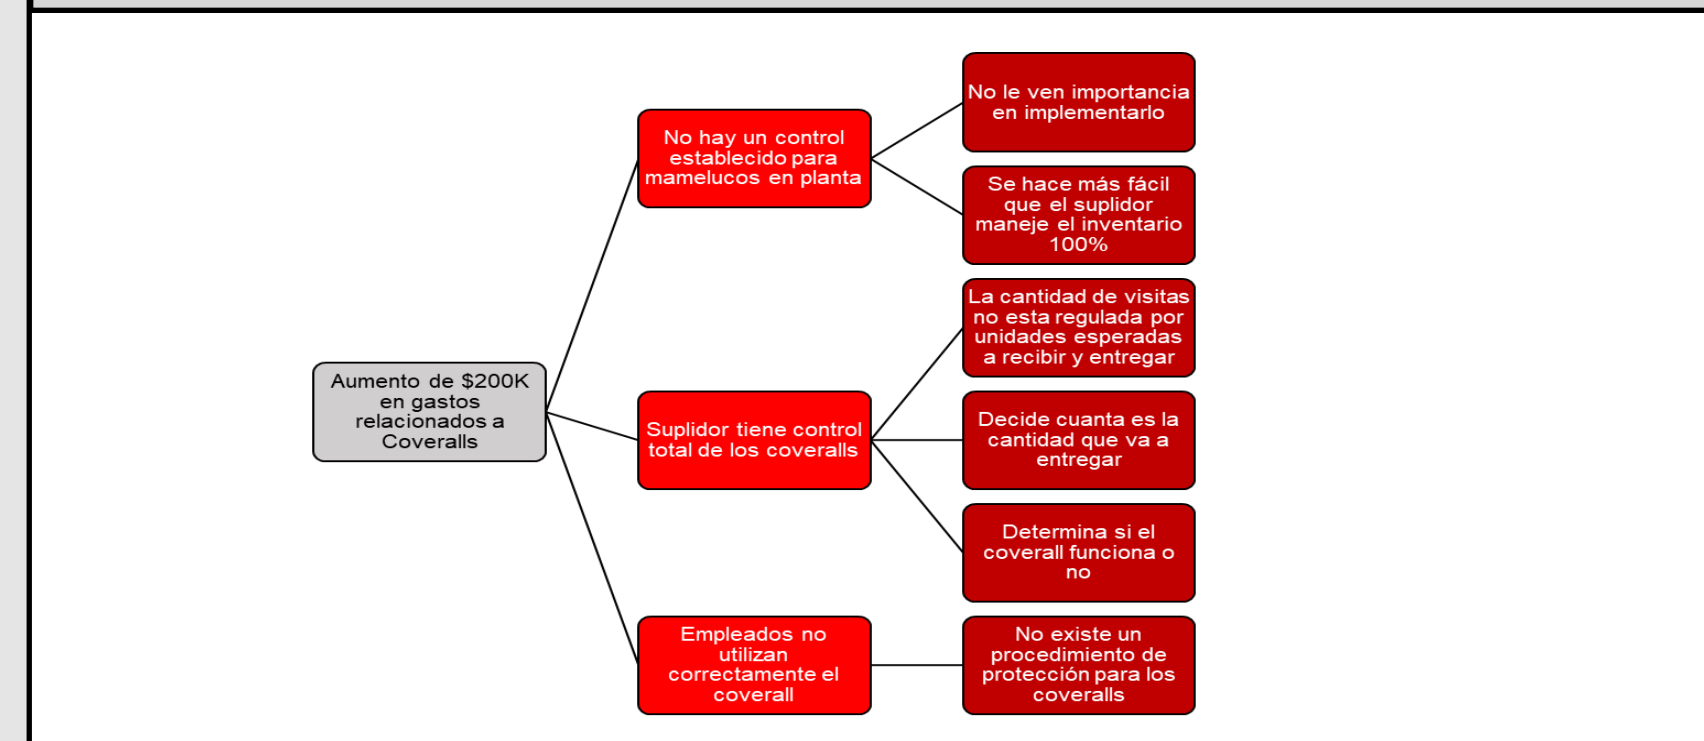 Aumento de $200K
en gastos
relacionados a
Coveralls
No hay un control
establecido para
mamelucos en planta
No le ven importancia
en implementarlo
Se hace más fácil
que el suplidor
maneje el inventario
100%
Suplidor tiene control
total de los coveralls
La cantidad de visitas
no esta regulada por
unidades esperadas
a recibir y entregar
Decide cuanta es la
cantidad que va a
entregar
Determina si el
coverall funciona o
no
Empleados no
utilizan
correctamente el
coverall
No existe un
procedimiento de
protección para los
coveralls